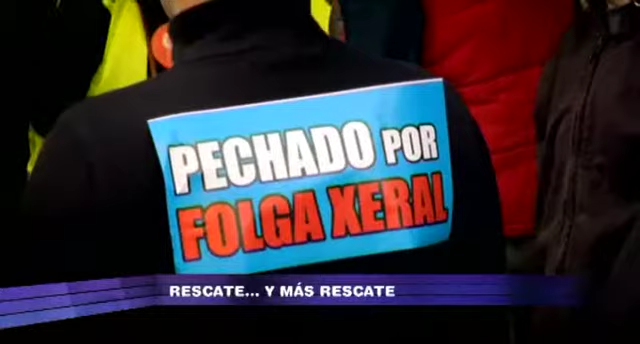 PECHADO POR
FOLGA XERAL
RESCATE... Y MÁS RESCATE